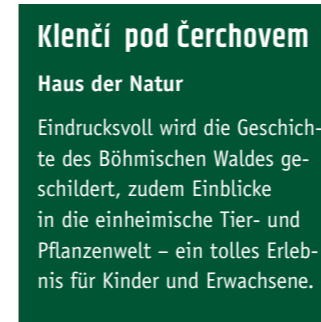 Klenčí pod Čerchovem
Haus der Natur
Eindrucksvoll wird die Geschich-
te des Böhmischen Waldes ge-
schildert, zudem Einblicke
in die einheimische Tier- und
Pflanzenwelt – ein tolles Erleb-
nis für Kinder und Erwachsene.